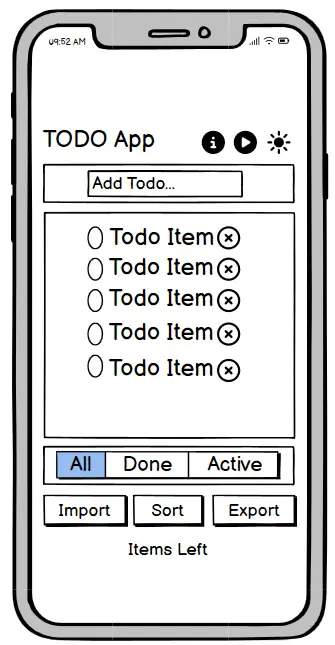 09:52 AM
TODO App
Add Todo...
Todo Item
Todo Item
Todo Item
Todo Item
Todo Item
All Done Active
Import Sort Export
Items Left